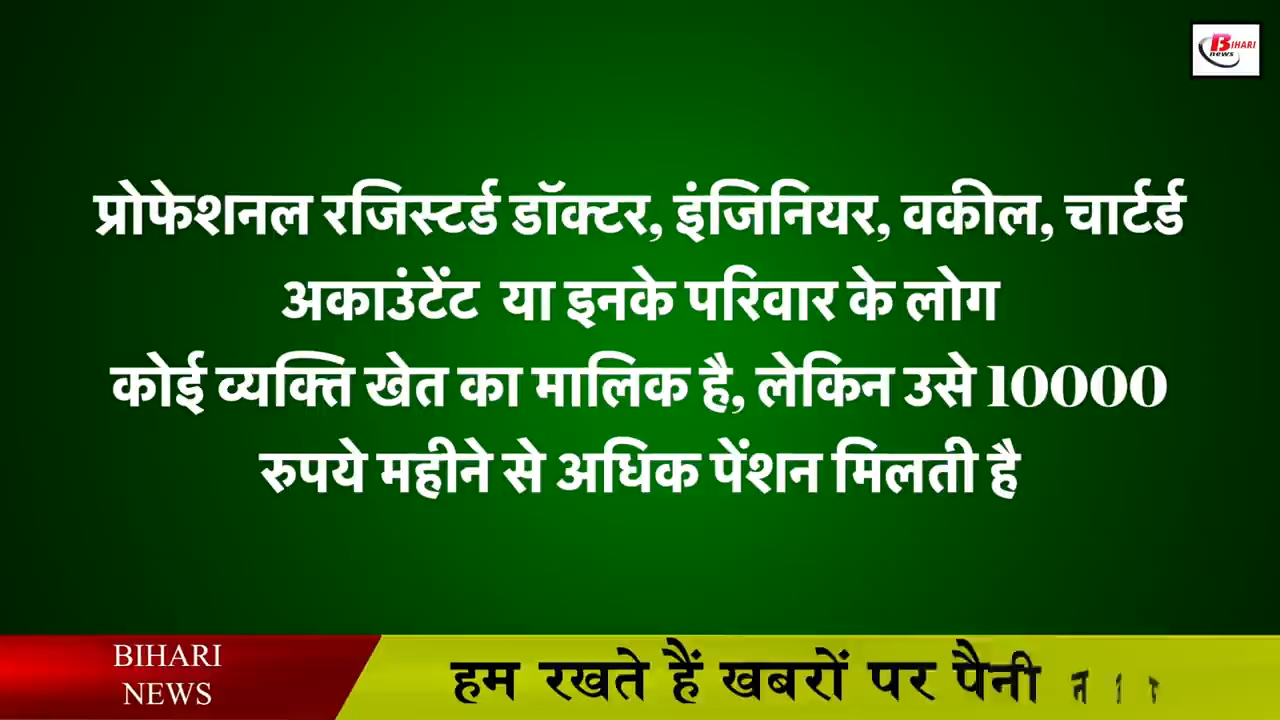 BIHARI
news
प्रोफेशनल रजिस्टर्ड डॉक्टर, इंजिनियर, वकील, चार्टर्ड
अकाउंटेंट या इनके परिवार के लोग
कोई व्यक्ति खेत का मालिक है, लेकिन उसे 10000
रुपये महीने से अधिक पेंशन मिलती है
BIHARI
NEWS
हम रखते हैं खबरों पर पैनी